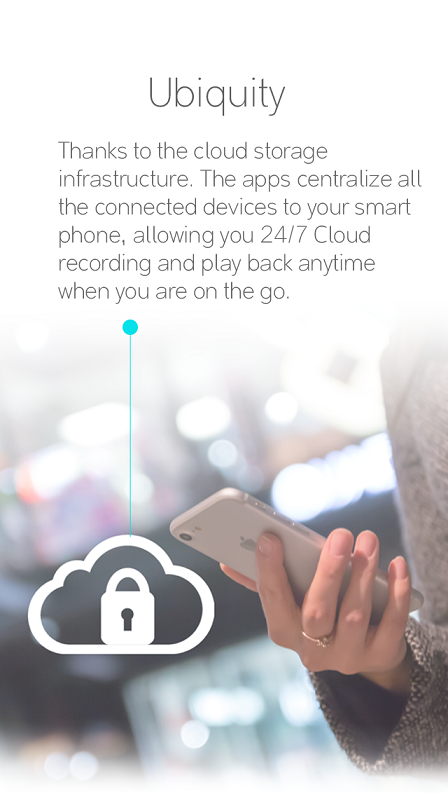 Ubiquity
Thanks to the cloud storage
infrastructure. The apps centralize all
the connected devices to your smart
phone, allowing you 24/7 Cloud
recording and play back anytime
when you are on the go.